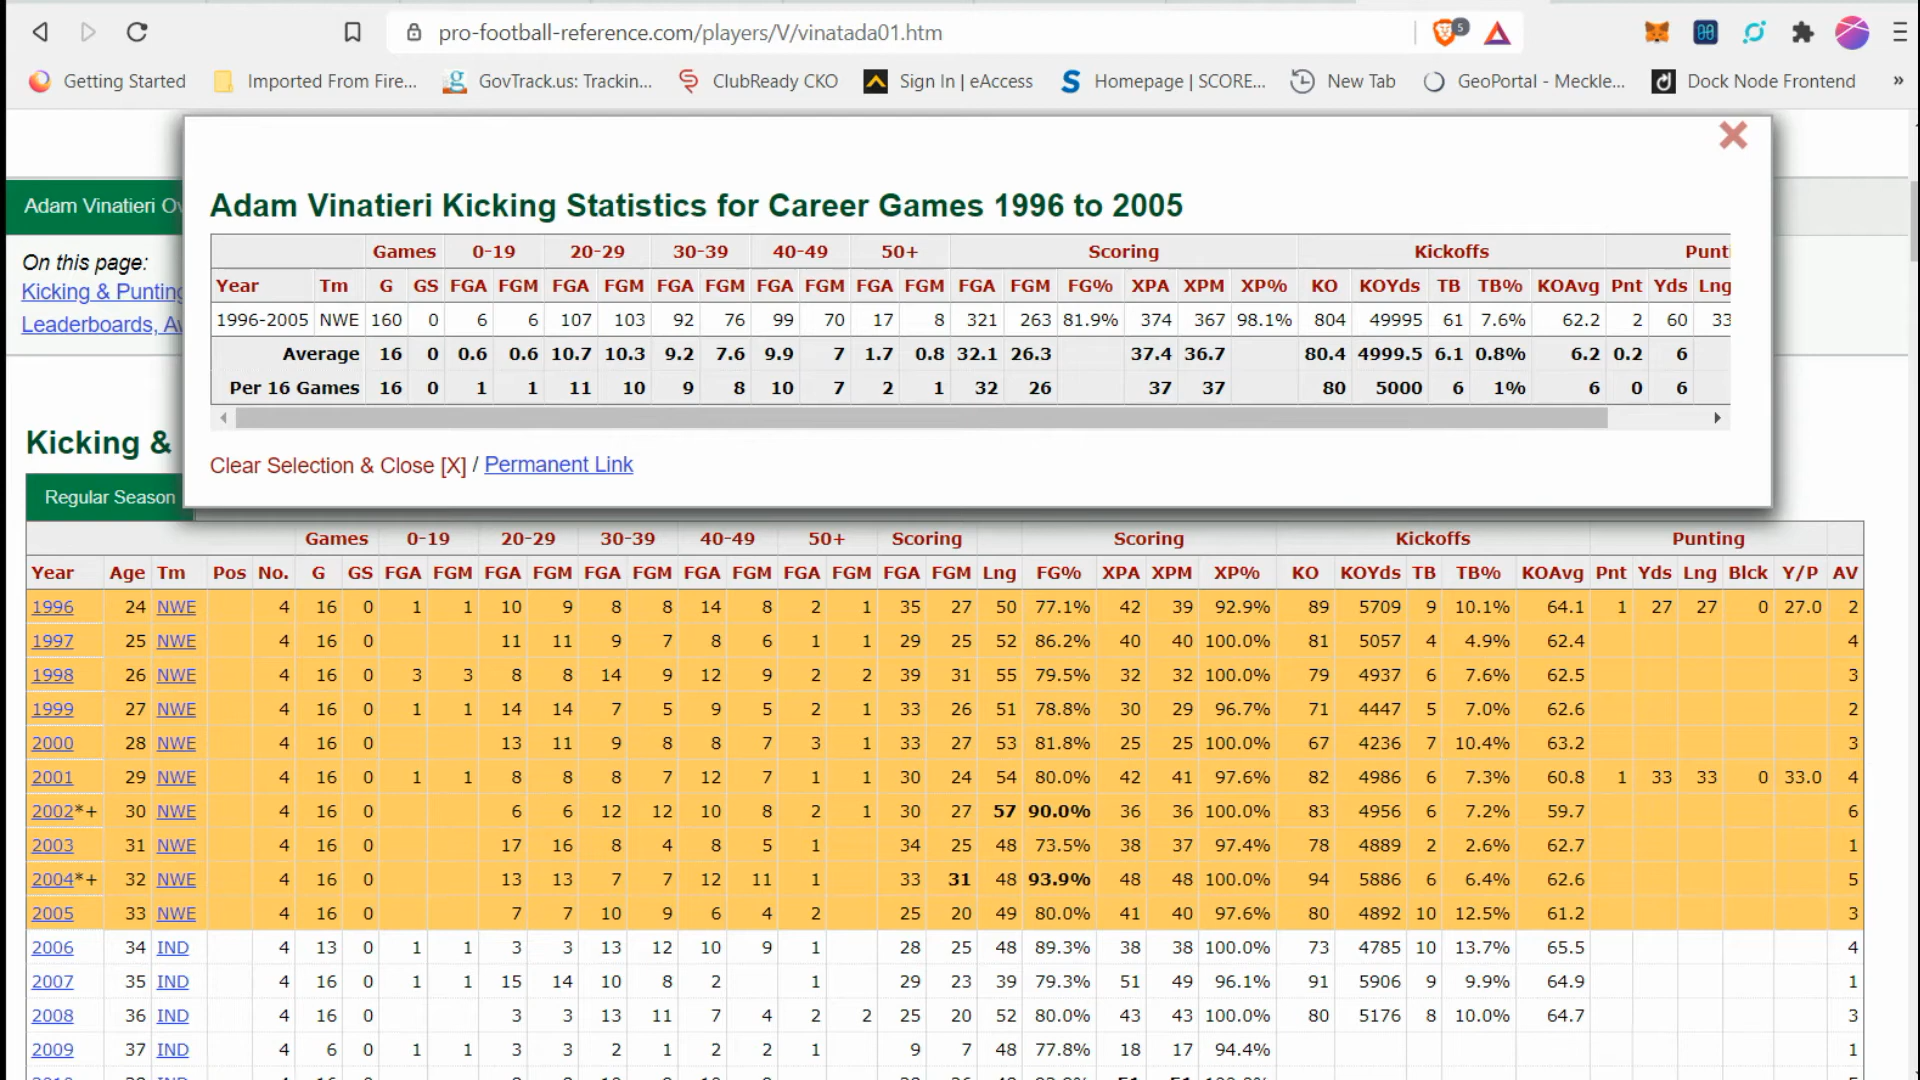 pro-football-reference.com/players/V/vinatada01.htm 5
Getting Started Imported From Fire... GovTrack.us: Trackin... ClubReady CKO Sign In | eAccess Homepage | SCORE... New Tab GeoPortal - Meckle... Dock Node Frontend »
Adam Vinatieri Ov
On this page:
Kicking & Punting
Leaderboards, Aw
Adam Vinatieri Kicking Statistics for Career Games 1996 to 2005
Games 0-19 20-29 30-39 40-49 50+ Scoring Kickoffs Punti
Year Tm G GS FGA FGM FGA FGM FGA FGM FGA FGM FGA FGM FGA FGM FG% XPA XPM XP% KO KOYds TB TB% KOAvg Pnt Yds Lng
1996-2005 NWE 160 0 6 6 107 103 92 76 99 70 17 8 321 263 81.9% 374 367 98.1% 804 49995 61 7.6% 62.2 2 60 33
Average 16 0 0.6 0.6 10.7 10.3 9.2 7.6 9.9 7 1.7 0.8 32.1 26.3 37.4 36.7 80.4 4999.5 6.1 0.8% 6.2 0.2 6
Per 16 Games 16 0 1 1 11 10 9 8 10 7 2 1 32 26 37 37 80 5000 6 1% 6 0 6
Clear Selection & Close [X] / Permanent Link
Kicking &
Regular Season
Games 0-19 20-29 30-39 40-49 50+ Scoring Scoring Kickoffs Punting
Year Age Tm Pos No. G GS FGA FGM FGA FGM FGA FGM FGA FGM FGA FGM FGA FGM Lng FG% XPA XPM XP% KO KOYds TB TB% KOAvg Pnt Yds Lng Blck Y/P AV
1996 24 NWE 4 16 0 1 1 10 9 8 8 14 8 2 1 35 27 50 77.1% 42 39 92.9% 89 5709 9 10.1% 64.1 1 27 27 0 27.0 2
1997 25 NWE 4 16 0 11 11 9 7 8 6 1 1 29 25 52 86.2% 40 40 100.0% 81 5057 4 4.9% 62.4 4
1998 26 NWE 4 16 0 3 3 8 8 14 9 12 9 2 2 39 31 55 79.5% 32 32 100.0% 79 4937 6 7.6% 62.5 3
1999 27 NWE 4 16 0 1 1 14 14 7 5 9 5 2 1 33 26 51 78.8% 30 29 96.7% 71 4447 5 7.0% 62.6 2
2000 28 NWE 4 16 0 13 11 9 8 8 7 3 1 33 27 53 81.8% 25 25 100.0% 67 4236 7 10.4% 63.2 3
2001 29 NWE 4 16 0 1 1 8 8 8 7 12 7 1 1 30 24 54 80.0% 42 41 97.6% 82 4986 6 7.3% 60.8 1 33 33 0 33.0 4
2002*+ 30 NWE 4 16 0 6 6 12 12 10 8 2 1 30 27 57 90.0% 36 36 100.0% 83 4956 6 7.2% 59.7 6
2003 31 NWE 4 16 0 17 16 8 4 8 5 1 34 25 48 73.5% 38 37 97.4% 78 4889 2 2.6% 62.7 1
2004*+ 32 NWE 4 16 0 13 13 7 7 12 11 1 33 31 48 93.9% 48 48 100.0% 94 5886 6 6.4% 62.6 5
2005 33 NWE 4 16 0 7 7 10 9 6 4 2 25 20 49 80.0% 41 40 97.6% 80 4892 10 12.5% 61.2 3
2006 34 IND 4 13 0 1 1 3 3 13 12 10 9 1 28 25 48 89.3% 38 38 100.0% 73 4785 10 13.7% 65.5 4
2007 35 IND 4 16 0 1 1 15 14 10 8 2 1 29 23 39 79.3% 51 49 96.1% 91 5906 9 9.9% 64.9 1
2008 36 IND 4 16 0 3 3 13 11 7 4 2 2 25 20 52 80.0% 43 43 100.0% 80 5176 8 10.0% 64.7 3
2009 37 IND 4 6 0 1 1 3 3 2 1 2 2 1 9 7 48 77.8% 18 17 94.4% 1